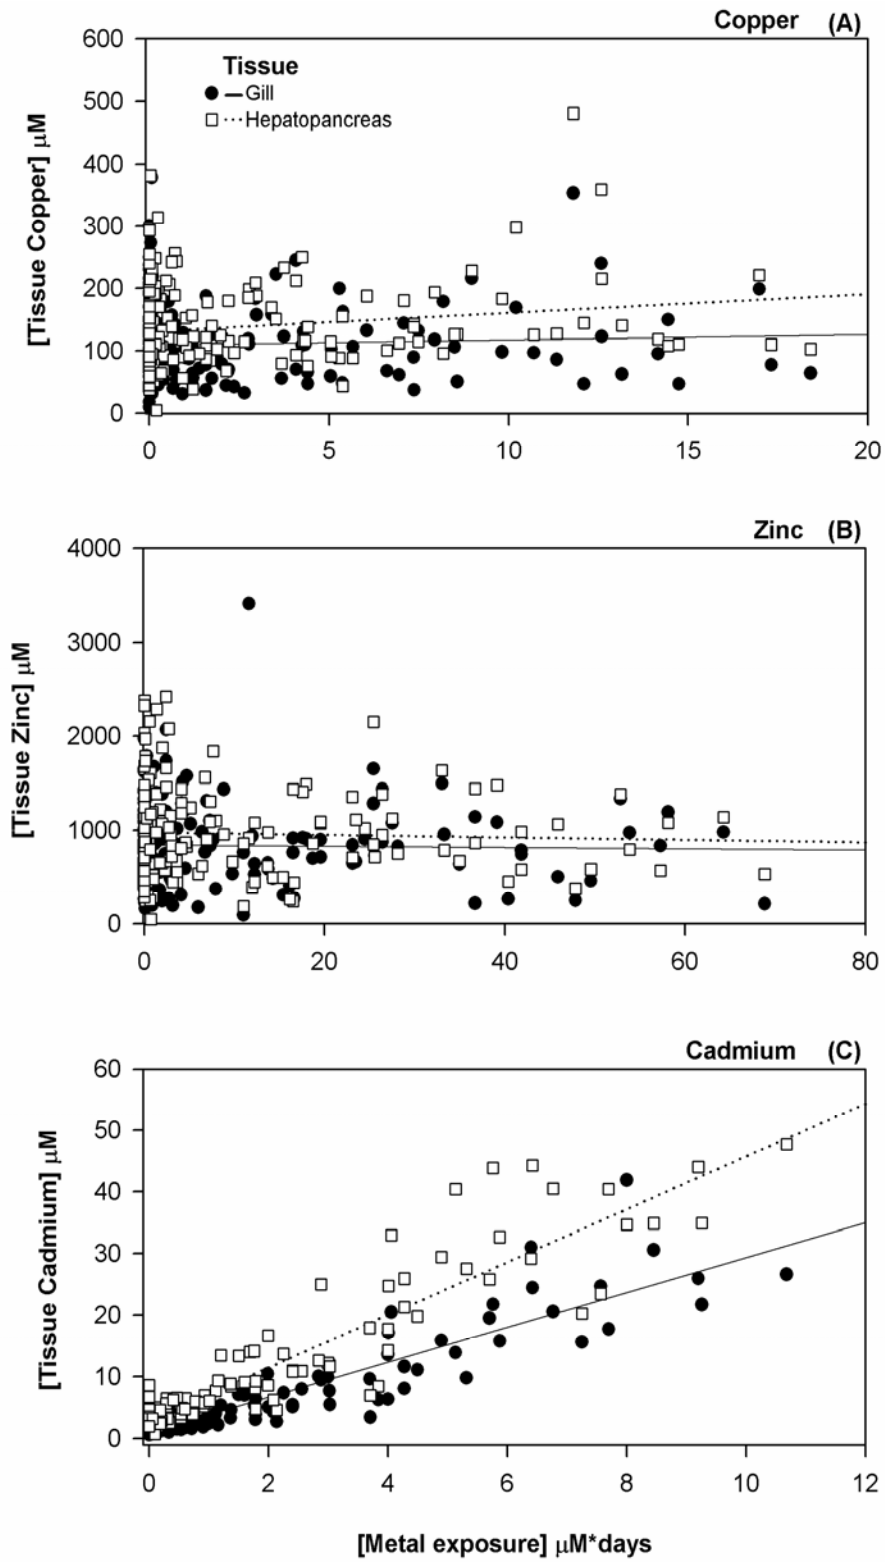 Copper (A)
600
500
400
300
200
100
0
[Tissue Copper] μM
Tissue
Gill
Hepatopancreas
0 5 10 15 20
Zinc (B)
4000
3000
2000
1000
0
[Tissue Zinc] μM
0 20 40 60 80
Cadmium (C)
60
50
40
30
20
10
0
[Tissue Cadmium] μM
0 2 4 6 8 10 12
[Metal exposure] μM*days